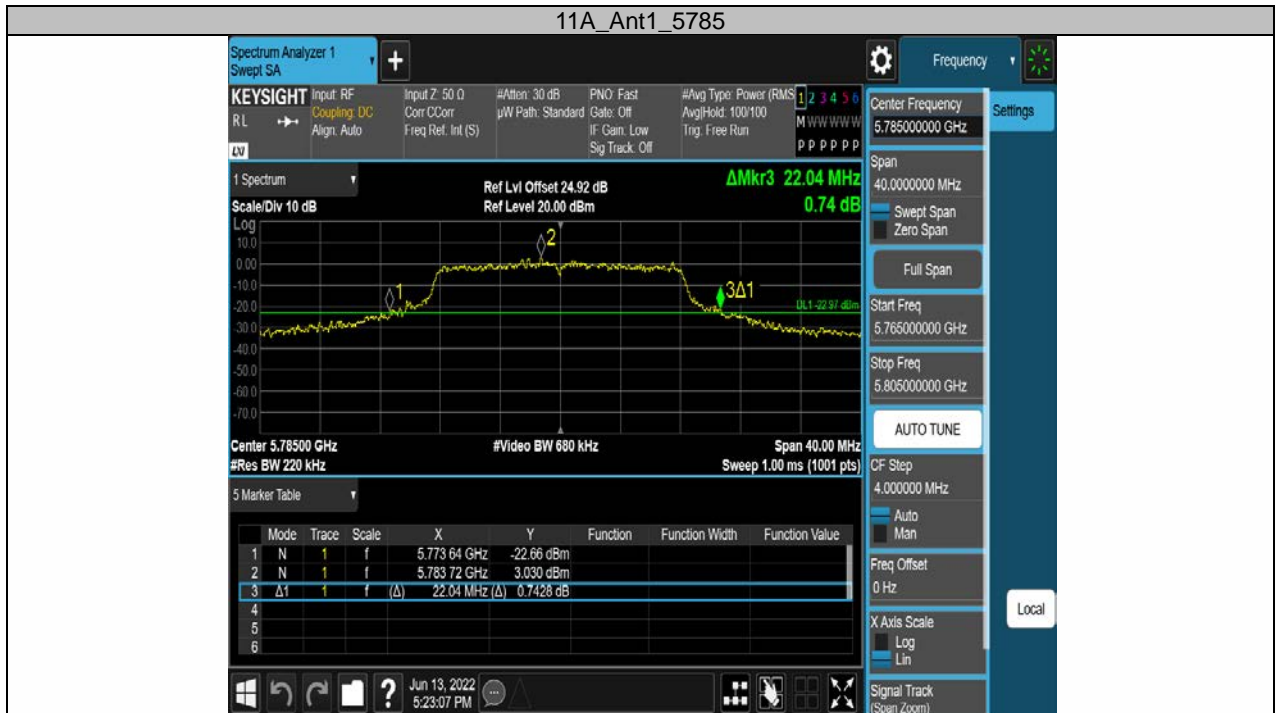 11A_Ant1_5785
Spectrum Analyzer 1
Swept SA
+
Frequency
KEYSIGHT
RL
LXI
Input: RF
Coupling: DC
Align: Auto
Input Z: 50 Ω
Corr CCorr
Freq Ref: Int (S)
#Atten: 30 dB
µW Path: Standard
PNO: Fast
Gate: Off
IF Gain: Low
Sig Track: Off
#Avg Type: Power (RMS
Avg|Hold: 100/100
Trig: Free Run
1 2 3 4 5 6
M W W W W W
P P P P P P
Center Frequency
5.785000000 GHz
Settings
Span
40.0000000 MHz
Swept Span
Zero Span
Full Span
Start Freq
5.765000000 GHz
Stop Freq
5.805000000 GHz
AUTO TUNE
CF Step
4.000000 MHz
Auto
Man
Freq Offset
0 Hz
X Axis Scale
Log
Lin
Signal Track
(Span Zoom)
Local
1 Spectrum
Scale/Div 10 dB
Ref Lvl Offset 24.92 dB
Ref Level 20.00 dBm
ΔMkr3 22.04 MHz
0.74 dB
Log
10.0
0.00
-10.0
-20.0
-30.0
-40.0
-50.0
-60.0
-70.0
1
2
3Δ1
DL1 -22.97 dBm
Center 5.78500 GHz
#Video BW 680 kHz
Span 40.00 MHz
#Res BW 220 kHz
Sweep 1.00 ms (1001 pts)
5 Marker Table
Mode Trace Scale X Y Function Function Width Function Value
1 N 1 f 5.773 64 GHz -22.66 dBm
2 N 1 f 5.783 72 GHz 3.030 dBm
3 Δ1 1 f (Δ) 22.04 MHz (Δ) 0.7428 dB
4
5
6
?
Jun 13, 2022
5:23:07 PM